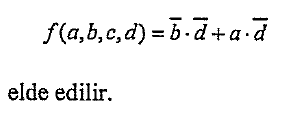 f(a,b,c,d) = b̅·d̅ + a·d̅
elde edilir.